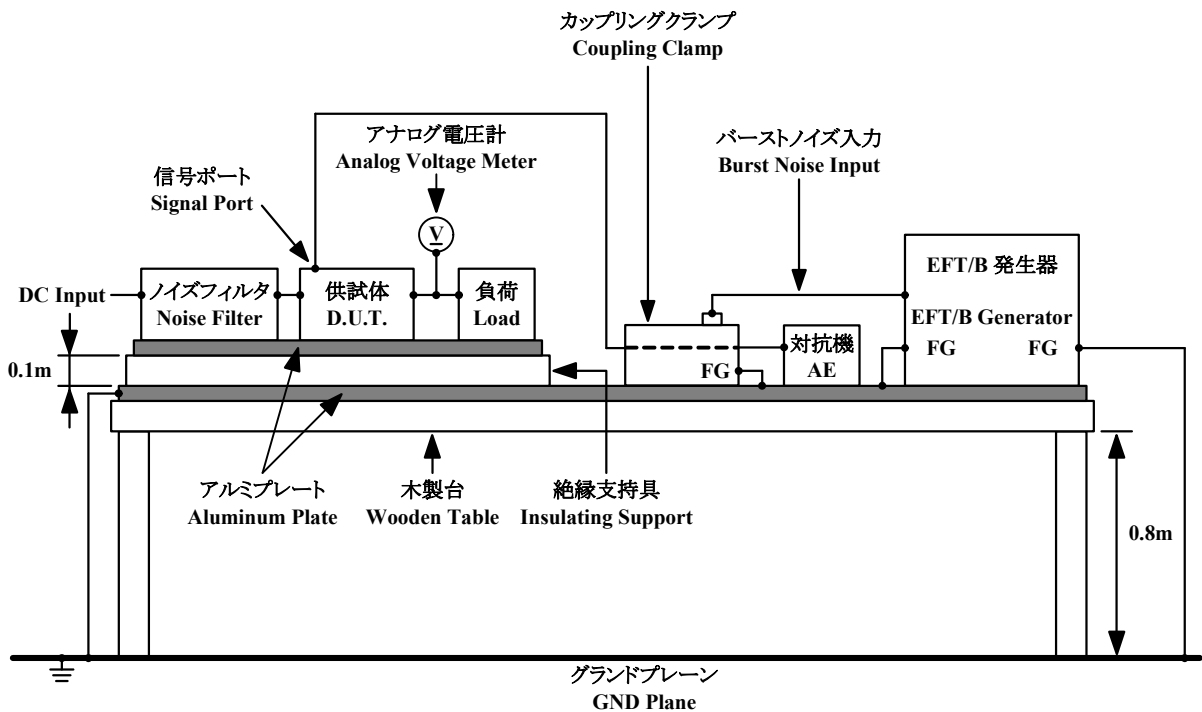 カップリングクランプ
Coupling Clamp
アナログ電圧計
Analog Voltage Meter
バーストノイズ入力
Burst Noise Input
信号ポート
Signal Port
V
DC Input
ノイズフィルタ
Noise Filter
供試体
D.U.T.
負荷
Load
EFT/B 発生器
EFT/B Generator
FG
FG
FG
対抗機
AE
0.1m
アルミプレート
Aluminum Plate
木製台
Wooden Table
絶縁支持具
Insulating Support
0.8m
グランドプレーン
GND Plane